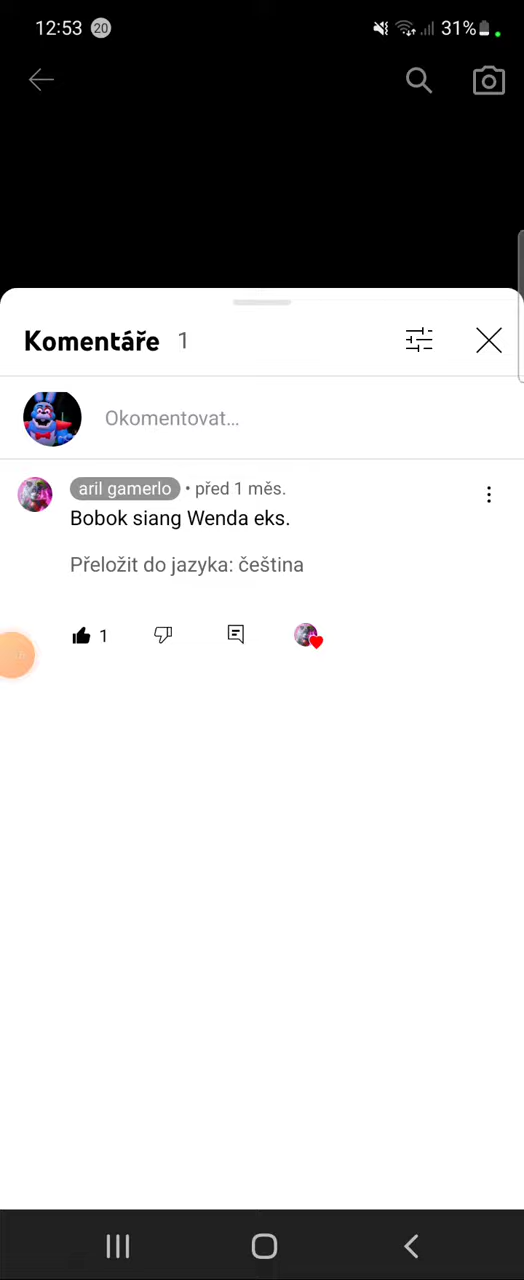 12:53 20 31%
Komentáře 1
Okomentovat...
aril gamerlo • před 1 měs.
Bobok siang Wenda eks.
Přeložit do jazyka: čeština
1